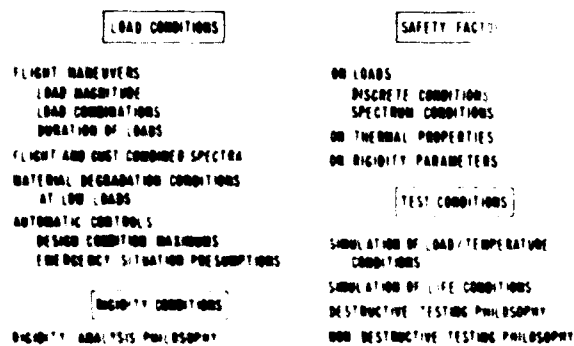 LOAD CONDITIONS
FLIGHT MANEUVERS
LOAD MAGNITUDE
LOAD COMBINATIONS
DURATION OF LOADS
FLIGHT AND GUST COMBINED SPECTRA
MATERIAL DEGRADATION CONDITIONS
AT LOW LOADS
AUTOMATIC CONTROLS
DESIGN CONDITION MAXIMUMS
EMERGENCY SITUATION PRESUMPTIONS
RIGIDITY CONDITIONS
RIGIDITY ANALYSIS PHILOSOPHY
SAFETY FACTO
ON LOADS
DISCRETE CONDITIONS
SPECTRUM CONDITIONS
ON THERMAL PROPERTIES
ON RIGIDITY PARAMETERS
TEST CONDITIONS
SIMULATION OF LOAD/TEMPERATURE
CONDITIONS
SIMULATION OF LIFE CONDITIONS
DESTRUCTIVE TESTING PHILOSOPHY
NON DESTRUCTIVE TESTING PHILOSOPHY